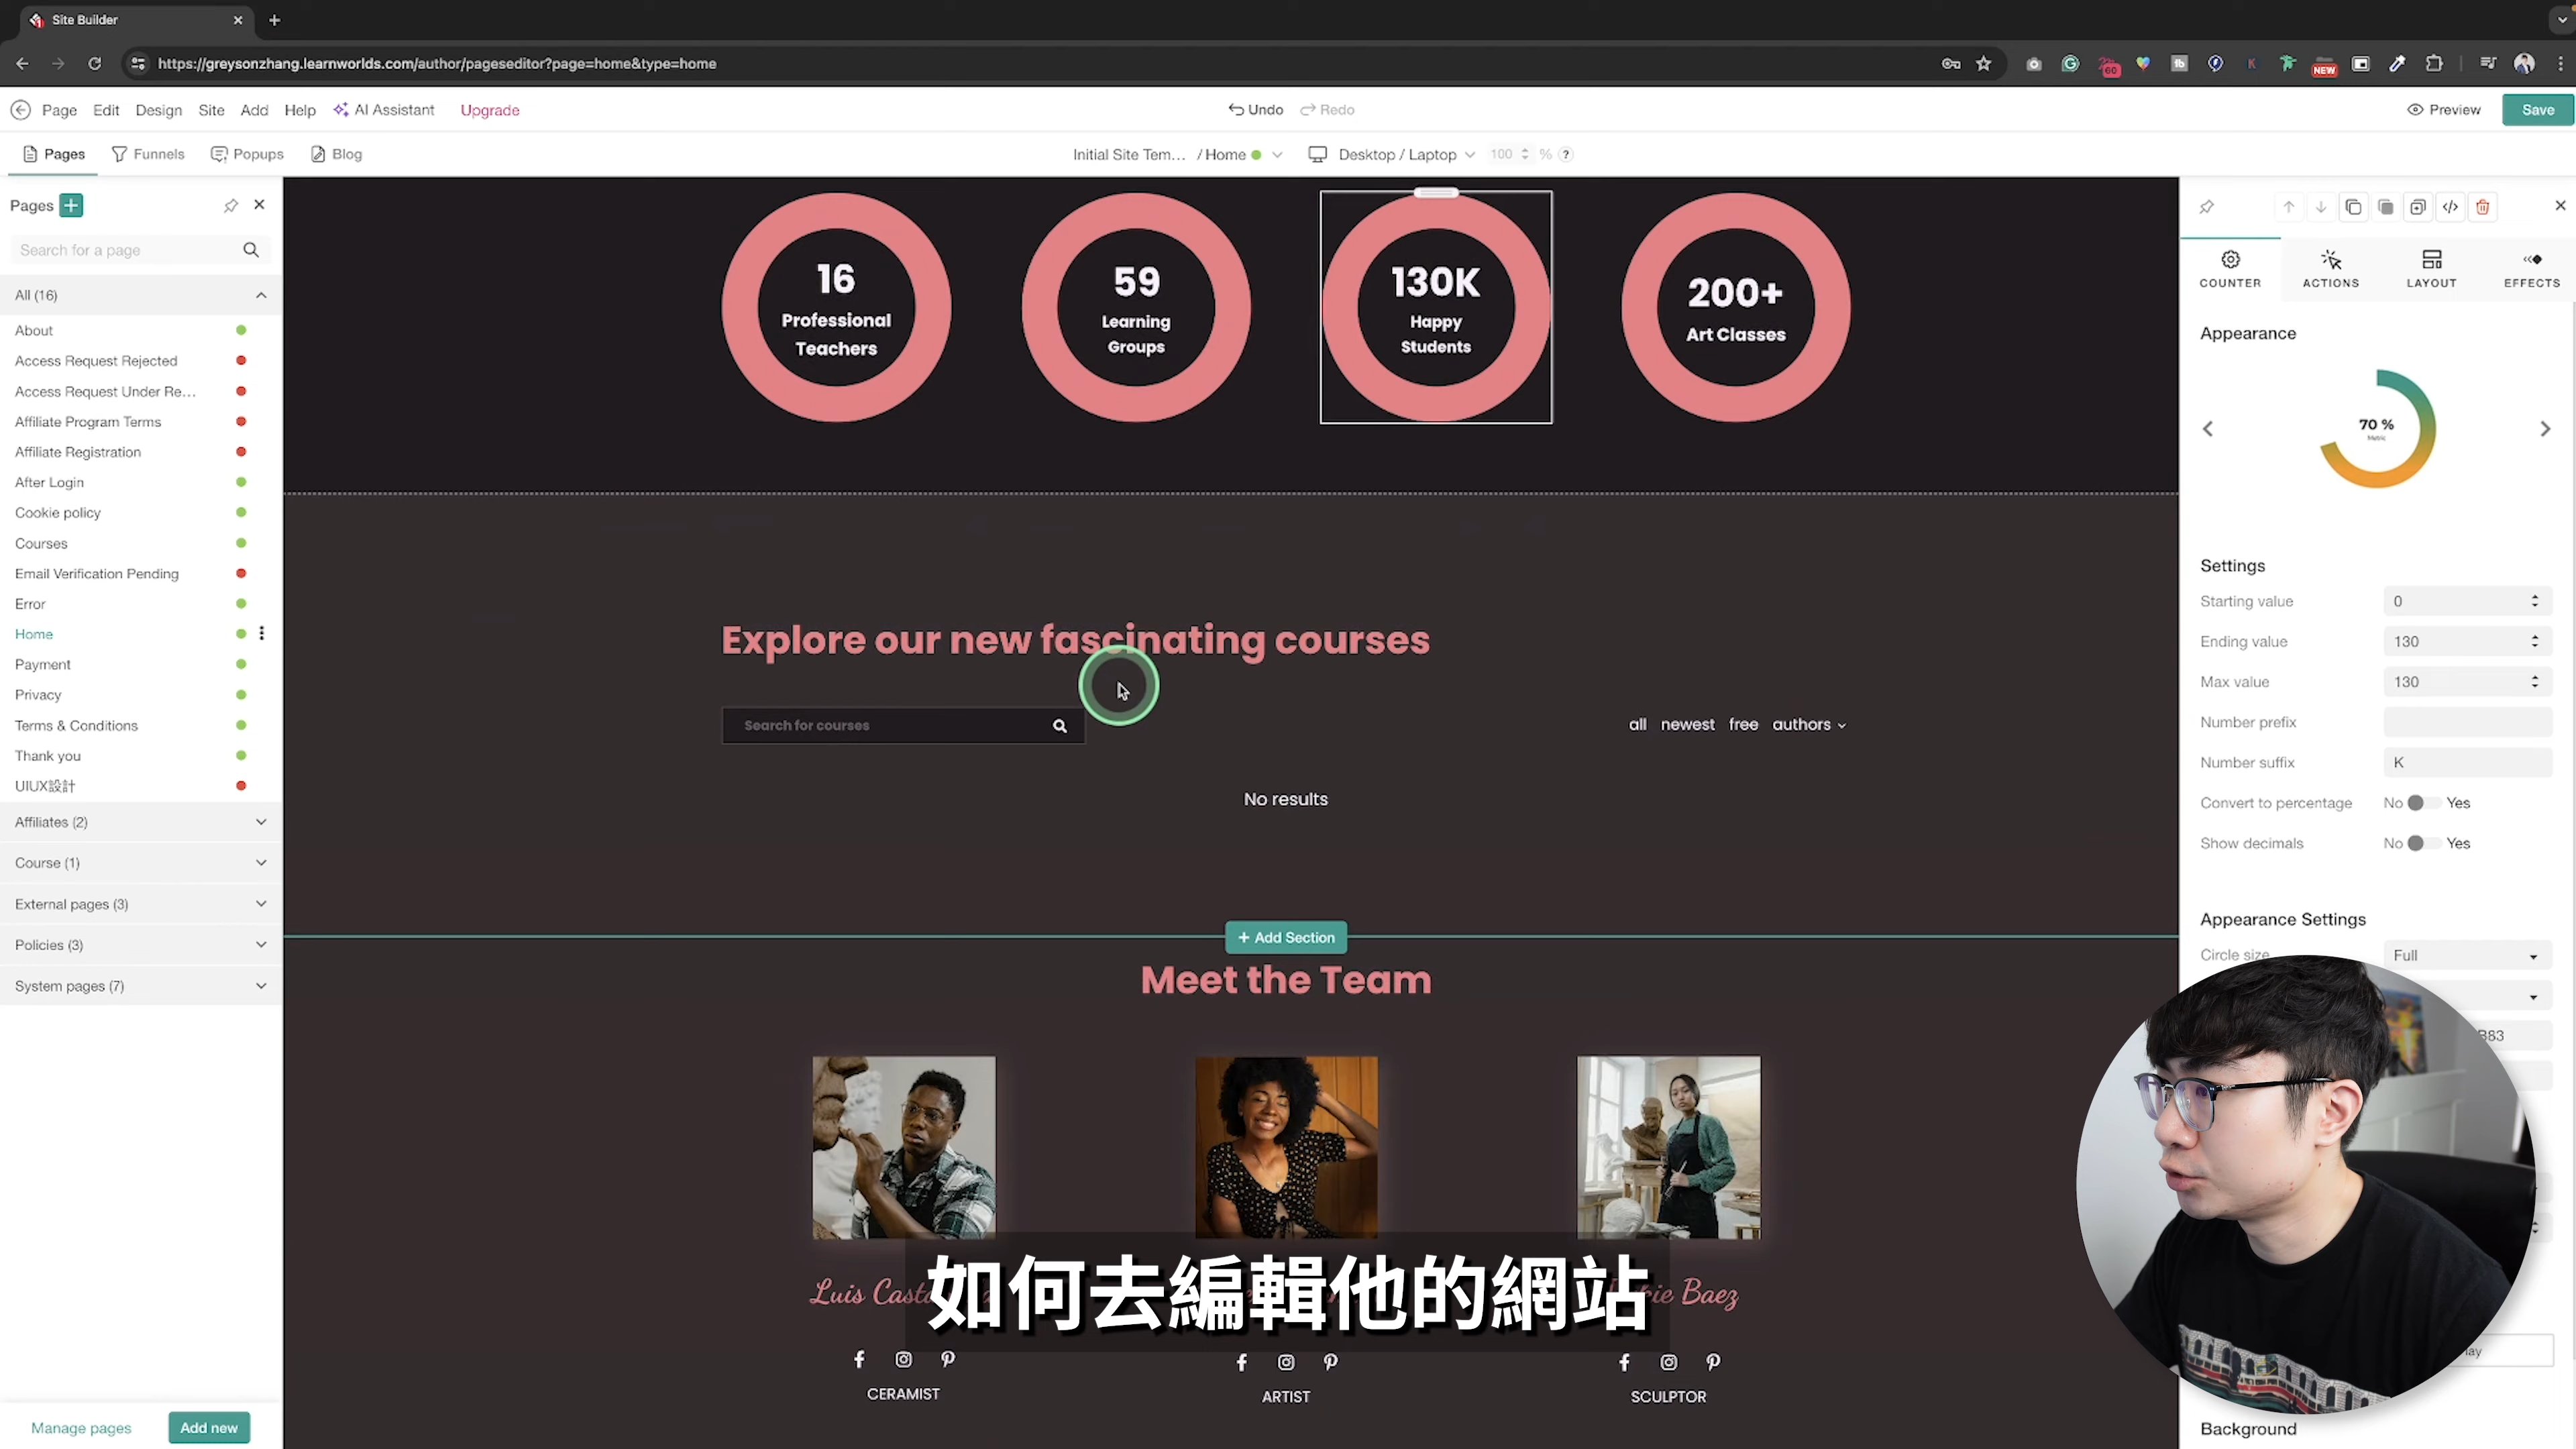 Site Builder
https://greysonzhang.learnworlds.com/author/pageseditor?page=home&type=home
60
NEW
Page Edit Design Site Add Help AI Assistant Upgrade
Undo Redo
Preview Save
Pages Funnels Popups Blog
Initial Site Tem... / Home
Desktop / Laptop 100 % ?
Pages +
Search for a page
All (16)
About
Access Request Rejected
Access Request Under Re...
Affiliate Program Terms
Affiliate Registration
After Login
Cookie policy
Courses
Email Verification Pending
Error
Home
Payment
Privacy
Terms & Conditions
Thank you
UIUX設計
Affiliates (2)
Course (1)
External pages (3)
Policies (3)
System pages (7)
Manage pages Add new
16
Professional
Teachers
59
Learning
Groups
130K
Happy
Students
200+
Art Classes
Explore our new fascinating courses
Search for courses
all newest free authors
No results
+ Add Section
Meet the Team
Luis
Baez
如何去編輯他的網站
CERAMIST
ARTIST
SCULPTOR
COUNTER ACTIONS LAYOUT EFFECTS
Appearance
70 %
Metric
Settings
Starting value 0
Ending value 130
Max value 130
Number prefix
Number suffix K
Convert to percentage No Yes
Show decimals No Yes
Appearance Settings
Circle size Full
Background